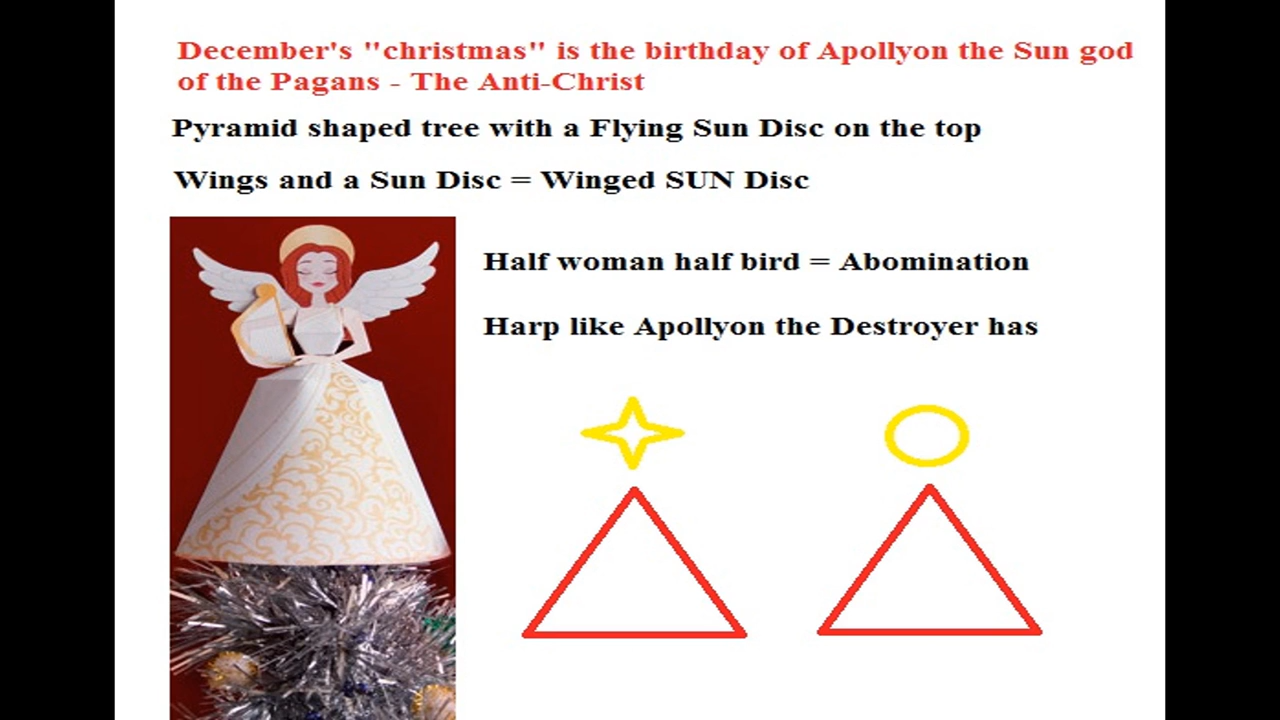 December's "christmas" is the birthday of Apollyon the Sun god
of the Pagans - The Anti-Christ
Pyramid shaped tree with a Flying Sun Disc on the top
Wings and a Sun Disc = Winged SUN Disc
Half woman half bird = Abomination
Harp like Apollyon the Destroyer has